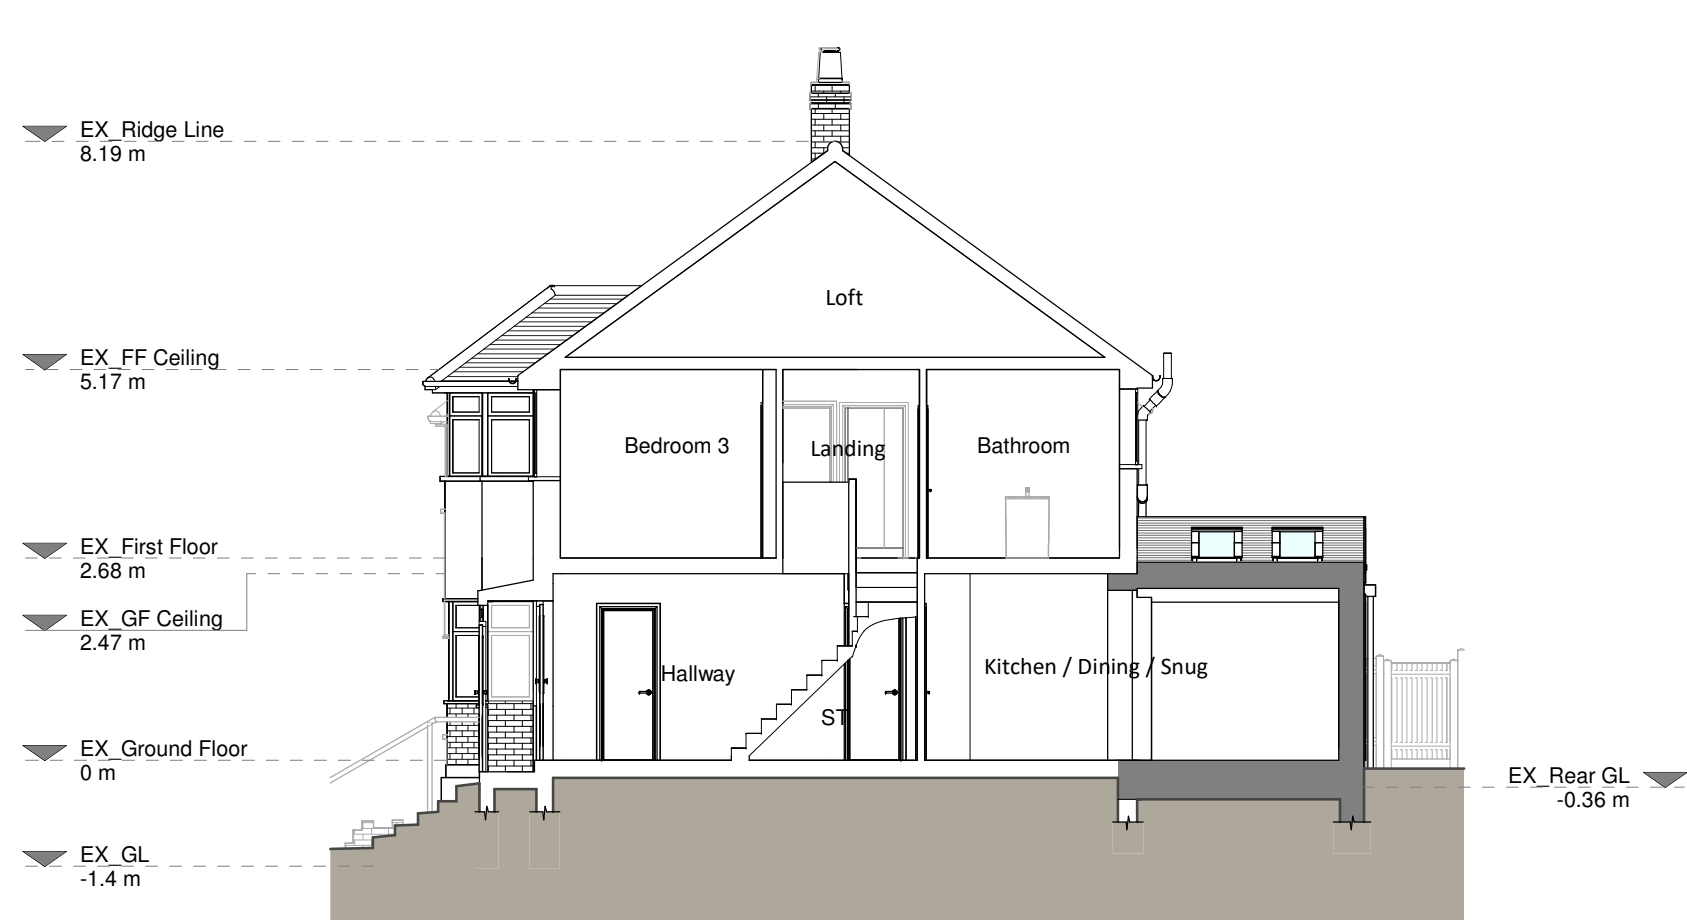 EX_Ridge Line
8.19 m
Loft
EX_FF Ceiling
5.17 m
Bedroom 3
Landing
Bathroom
EX_First Floor
2.68 m
EX_GF Ceiling
2.47 m
Hallway
Kitchen / Dining / Snug
ST
EX_Ground Floor
0 m
EX_Rear GL
-0.36 m
EX_GL
-1.4 m